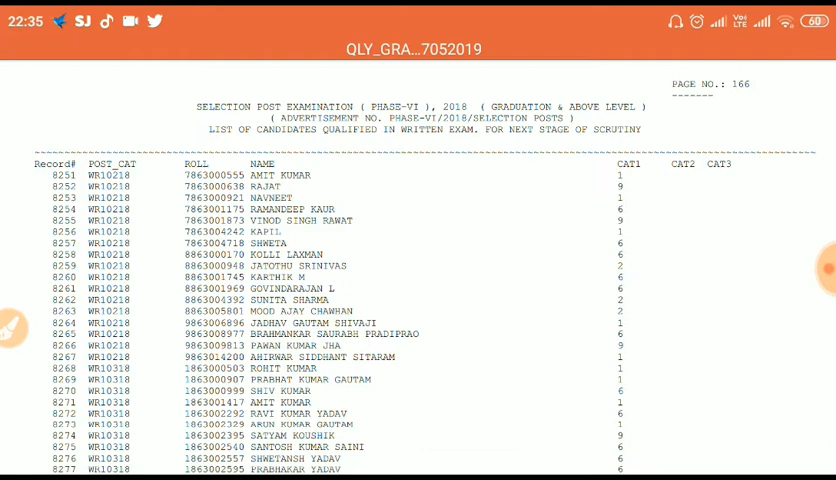 22:35 SJ Vo) LTE 60
QLY_GRA...7052019
PAGE NO.: 166
-------
SELECTION POST EXAMINATION ( PHASE-VI ), 2018 ( GRADUATION & ABOVE LEVEL )
( ADVERTISEMENT NO. PHASE-VI/2018/SELECTION POSTS )
LIST OF CANDIDATES QUALIFIED IN WRITTEN EXAM. FOR NEXT STAGE OF SCRUTINY
Record# POST_CAT ROLL NAME CAT1 CAT2 CAT3
8251 WR10218 7863000555 AMIT KUMAR 1
8252 WR10218 7863000638 RAJAT 9
8253 WR10218 7863000921 NAVNEET 1
8254 WR10218 7863001175 RAMANDEEP KAUR 6
8255 WR10218 7863001873 VINOD SINGH RAWAT 9
8256 WR10218 7863004242 KAPIL 1
8257 WR10218 7863004718 SHWETA 6
8258 WR10218 8863000170 KOLLI LAXMAN 6
8259 WR10218 8863000948 JATOTHU SRINIVAS 2
8260 WR10218 8863001745 KARTHIK M 6
8261 WR10218 8863001969 GOVINDARAJAN L 6
8262 WR10218 8863004392 SUNITA SHARMA 2
8263 WR10218 8863005801 MOOD AJAY CHAWHAN 2
8264 WR10218 9863006896 JADHAV GAUTAM SHIVAJI 1
8265 WR10218 9863008977 BRAHMANKAR SAURABH PRADIPRAO 6
8266 WR10218 9863009813 PAWAN KUMAR JHA 9
8267 WR10218 9863014200 AHIRWAR SIDDHANT SITARAM 1
8268 WR10318 1863000503 ROHIT KUMAR 1
8269 WR10318 1863000907 PRABHAT KUMAR GAUTAM 1
8270 WR10318 1863000999 SHIV KUMAR 6
8271 WR10318 1863001417 AMIT KUMAR 1
8272 WR10318 1863002292 RAVI KUMAR YADAV 6
8273 WR10318 1863002329 ARUN KUMAR GAUTAM 1
8274 WR10318 1863002395 SATYAM KOUSHIK 9
8275 WR10318 1863002540 SANTOSH KUMAR SAINI 6
8276 WR10318 1863002557 SHWETANSH YADAV 6
8277 WR10318 1863002595 PRABHAKAR YADAV 6